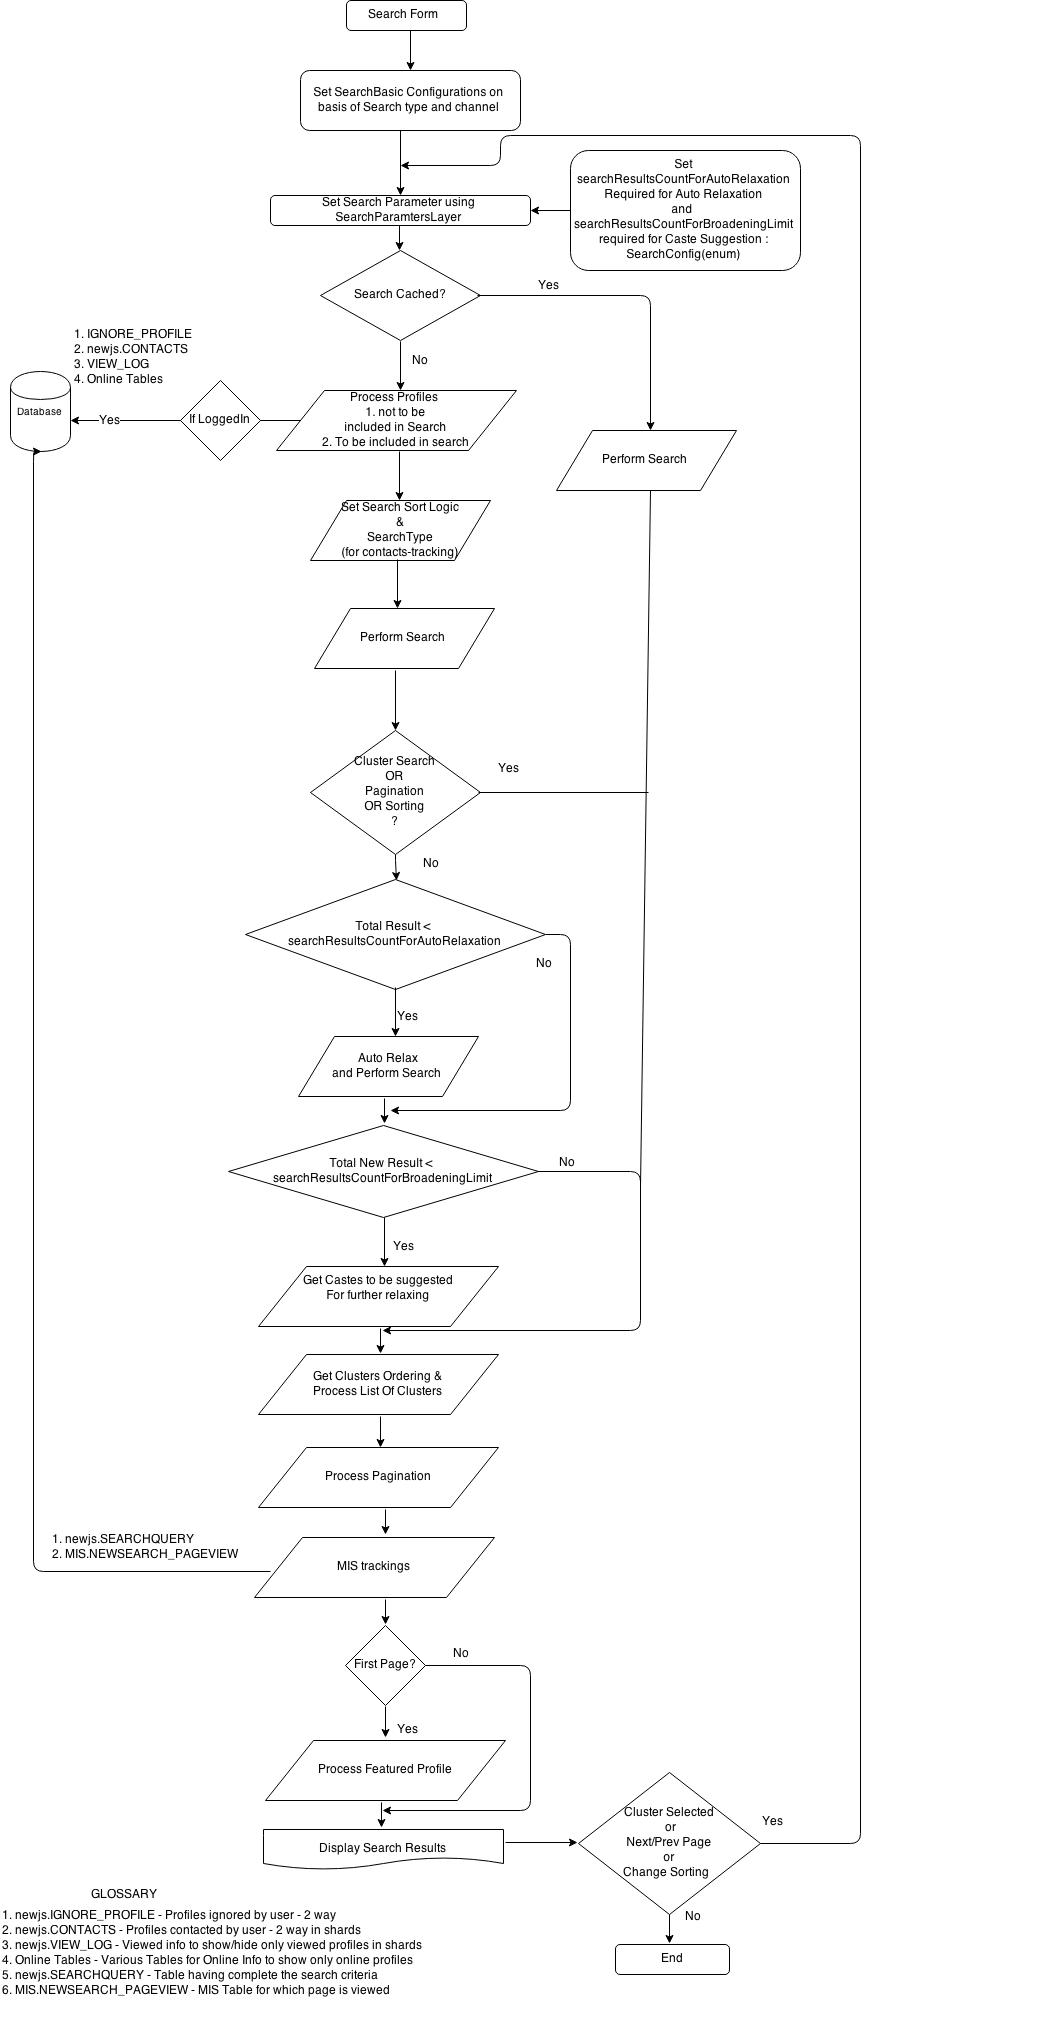 Search Form
Set SearchBasic Configurations on
basis of Search type and channel
Set
searchResultsCountForAutoRelaxation
Required for Auto Relaxation
and
searchResultsCountForBroadeningLimit
required for Caste Suggestion :
SearchConfig(enum)
Set Search Parameter using
SearchParamtersLayer
Search Cached?
Yes
No
1. IGNORE_PROFILE
2. newjs.CONTACTS
3. VIEW_LOG
4. Online Tables
Database
Yes
If LoggedIn
Process Profiles
1. not to be
included in Search
2. To be included in search
Perform Search
Set Search Sort Logic
&
SearchType
(for contacts-tracking)
Perform Search
Cluster Search
OR
Pagination
OR Sorting
?
Yes
No
Total Result <
searchResultsCountForAutoRelaxation
No
Yes
Auto Relax
and Perform Search
Total New Result <
searchResultsCountForBroadeningLimit
No
Yes
Get Castes to be suggested
For further relaxing
Get Clusters Ordering &
Process List Of Clusters
Process Pagination
1. newjs.SEARCHQUERY
2. MIS.NEWSEARCH_PAGEVIEW
MIS trackings
First Page?
No
Yes
Process Featured Profile
Display Search Results
Cluster Selected
or
Next/Prev Page
or
Change Sorting
Yes
No
End
GLOSSARY
1. newjs.IGNORE_PROFILE - Profiles ignored by user - 2 way
2. newjs.CONTACTS - Profiles contacted by user - 2 way in shards
3. newjs.VIEW_LOG - Viewed info to show/hide only viewed profiles in shards
4. Online Tables - Various Tables for Online Info to show only online profiles
5. newjs.SEARCHQUERY - Table having complete the search criteria
6. MIS.NEWSEARCH_PAGEVIEW - MIS Table for which page is viewed